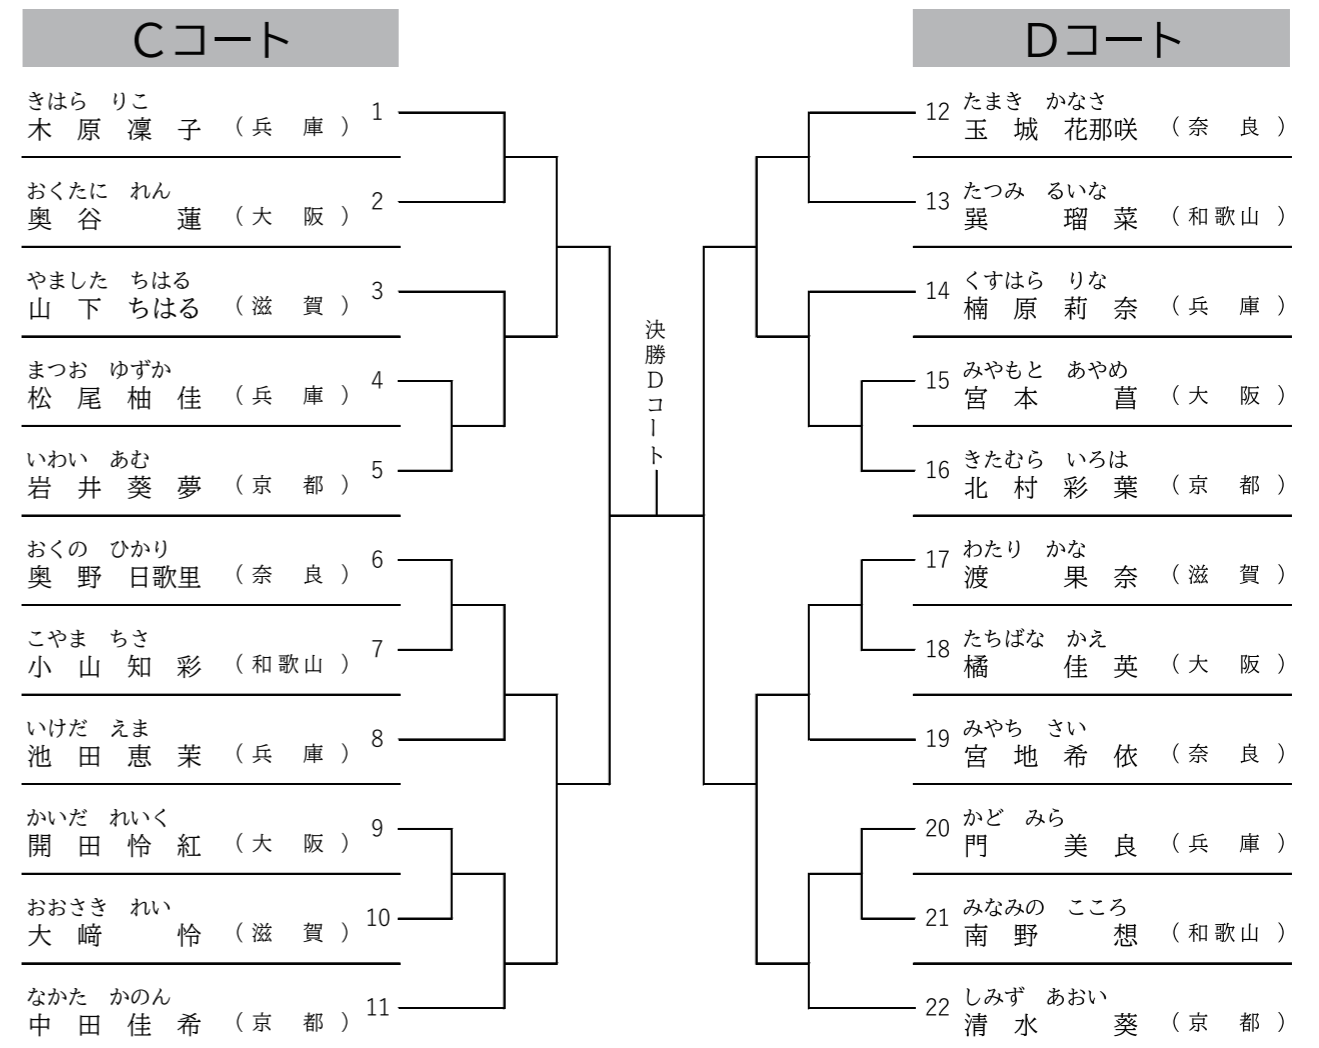 Cコート
きはら りこ
木原凜子 (兵庫) 1
おくたに れん
奥谷 蓮 (大阪) 2
やました ちはる
山下ちはる (滋賀) 3
まつお ゆずか
松尾柚佳 (兵庫) 4
いわい あむ
岩井葵夢 (京都) 5
おくの ひかり
奥野日歌里 (奈良) 6
こやま ちさ
小山知彩 (和歌山) 7
いけだ えま
池田恵茉 (兵庫) 8
かいだ れいく
開田怜紅 (大阪) 9
おおさき れい
大﨑 怜 (滋賀) 10
なかた かのん
中田佳希 (京都) 11
決勝Dコート
Dコート
たまき かなさ
12 玉城花那咲 (奈良)
たつみ るいな
13 巽 瑠菜 (和歌山)
くすはら りな
14 楠原莉奈 (兵庫)
みやもと あやめ
15 宮本 菖 (大阪)
きたむら いろは
16 北村彩葉 (京都)
わたり かな
17 渡 果奈 (滋賀)
たちばな かえ
18 橘 佳英 (大阪)
みやち さい
19 宮地希依 (奈良)
かど みら
20 門 美良 (兵庫)
みなみの こころ
21 南野 想 (和歌山)
しみず あおい
22 清水 葵 (京都)